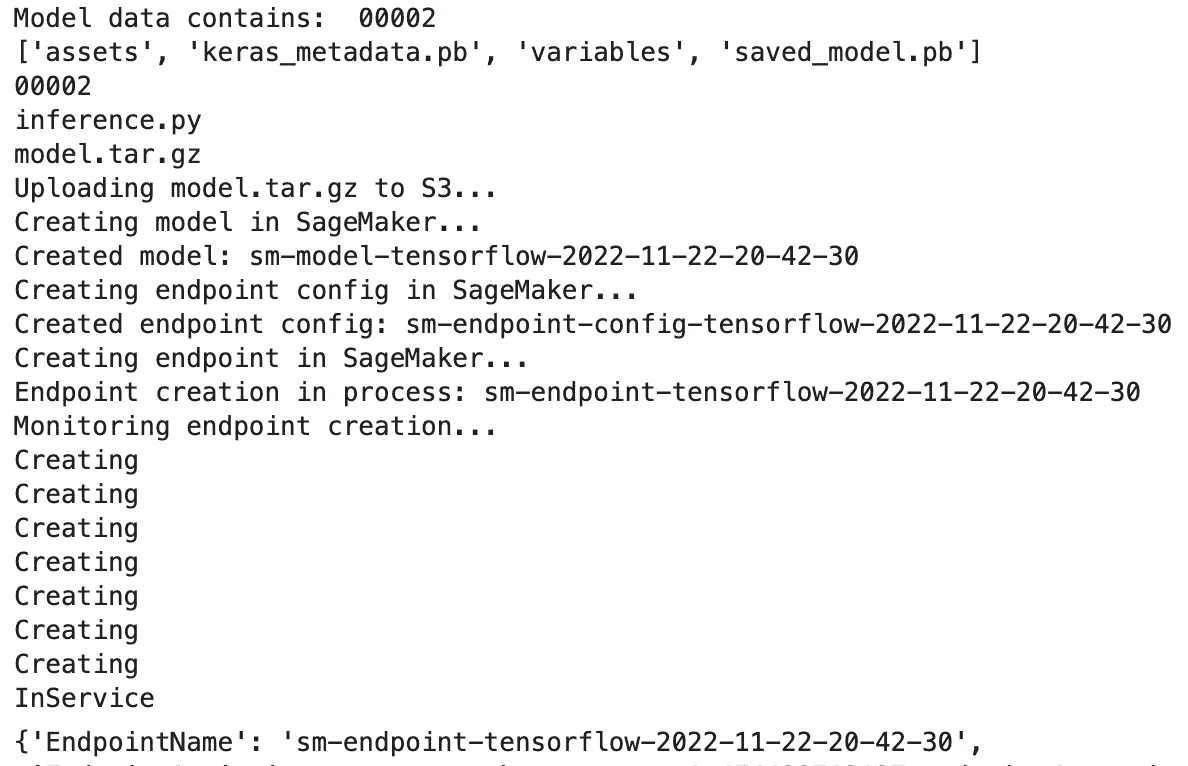 Model data contains:  00002
['assets', 'keras_metadata.pb', 'variables', 'saved_model.pb']
00002
inference.py
model.tar.gz
Uploading model.tar.gz to S3...
Creating model in SageMaker...
Created model: sm-model-tensorflow-2022-11-22-20-42-30
Creating endpoint config in SageMaker...
Created endpoint config: sm-endpoint-config-tensorflow-2022-11-22-20-42-30
Creating endpoint in SageMaker...
Endpoint creation in process: sm-endpoint-tensorflow-2022-11-22-20-42-30
Monitoring endpoint creation...
Creating
Creating
Creating
Creating
Creating
Creating
Creating
InService
{'EndpointName': 'sm-endpoint-tensorflow-2022-11-22-20-42-30',